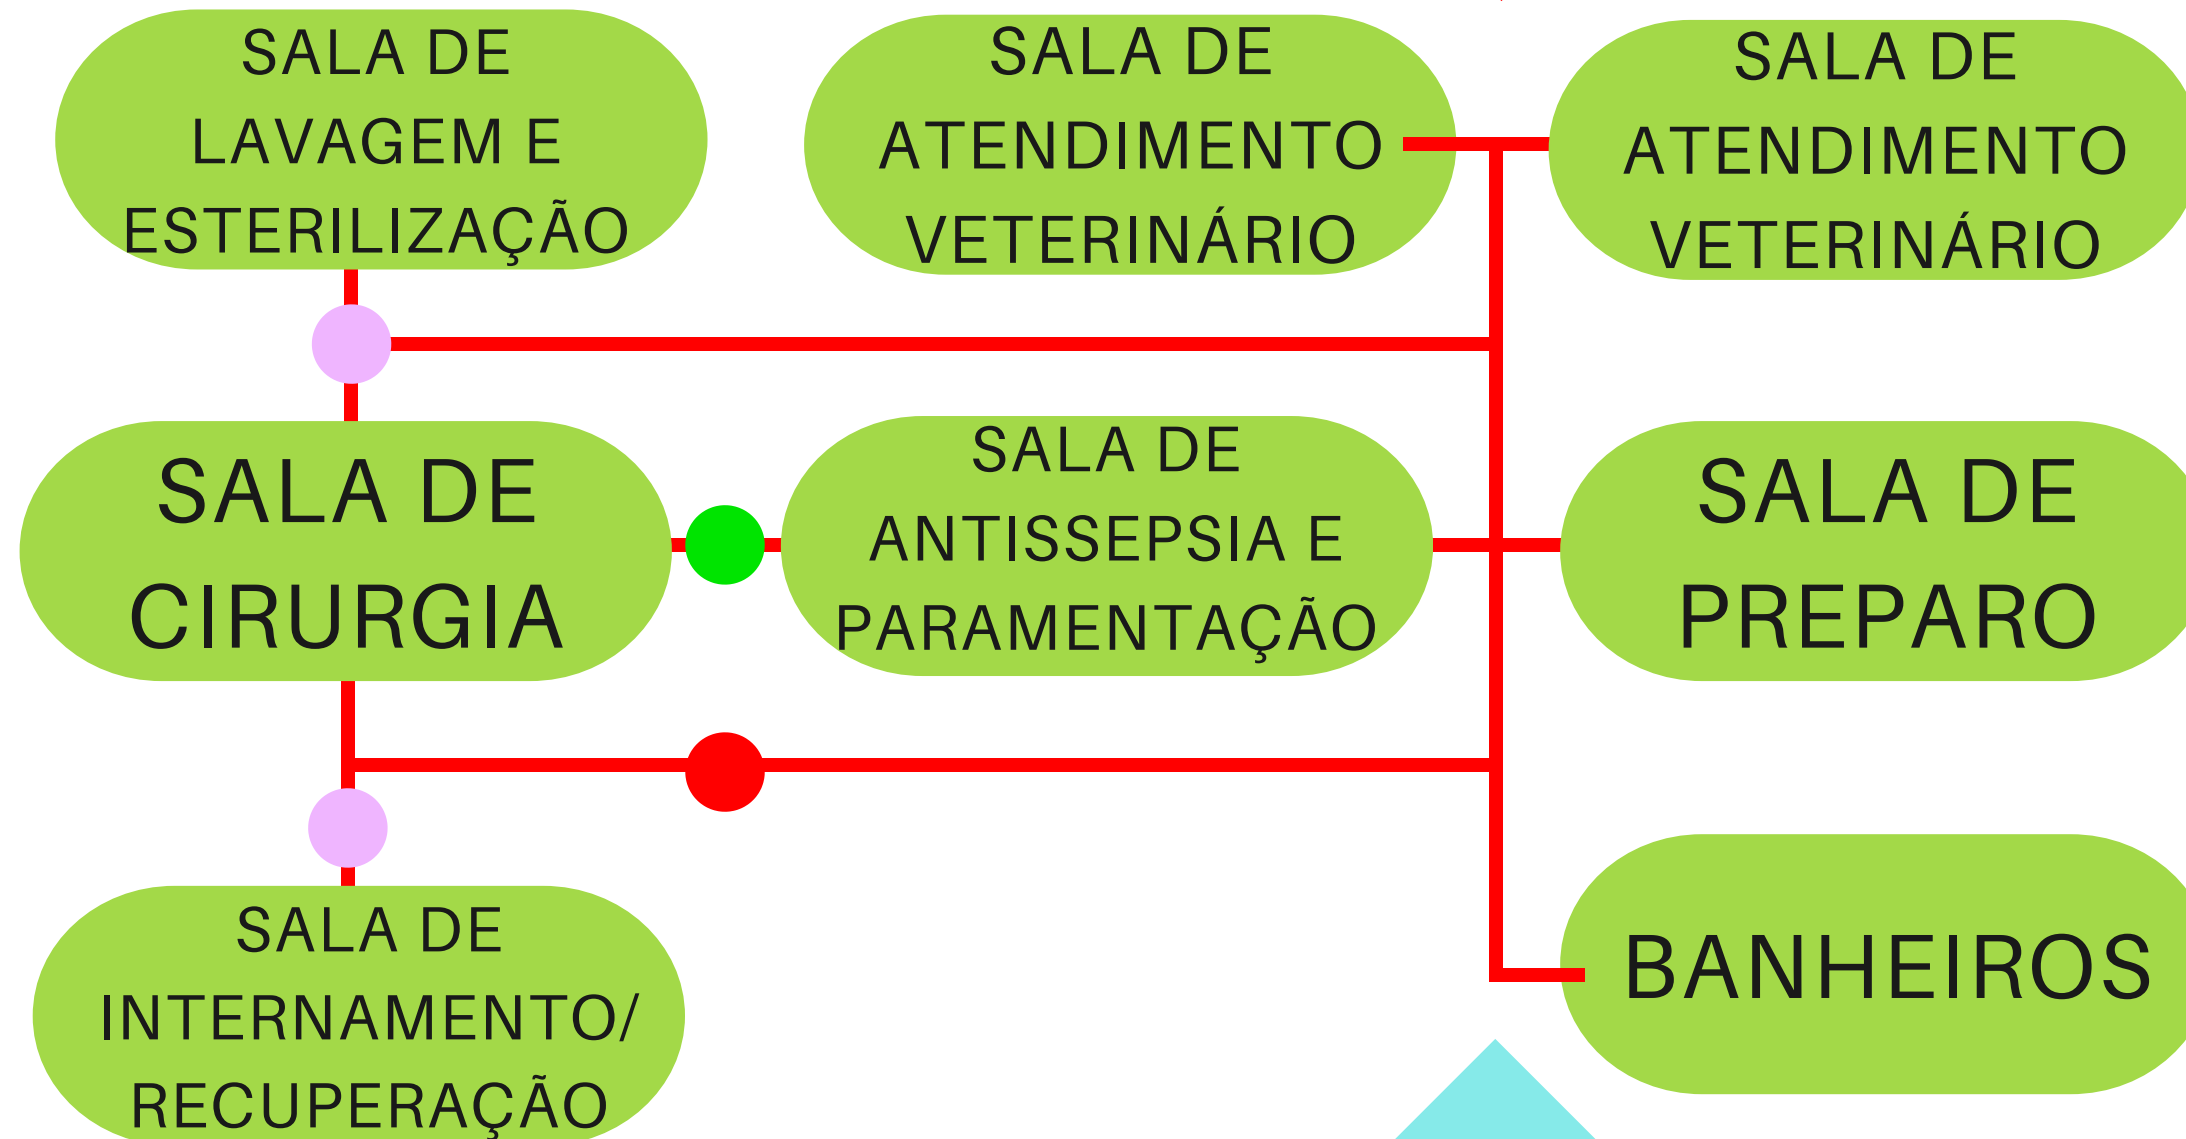 SALA DE
LAVAGEM E
ESTERILIZAÇÃO
SALA DE
ATENDIMENTO
VETERINÁRIO
SALA DE
ATENDIMENTO
VETERINÁRIO
SALA DE
CIRURGIA
SALA DE
ANTISSEPSIA E
PARAMENTAÇÃO
SALA DE
PREPARO
SALA DE
INTERNAMENTO/
RECUPERAÇÃO
BANHEIROS